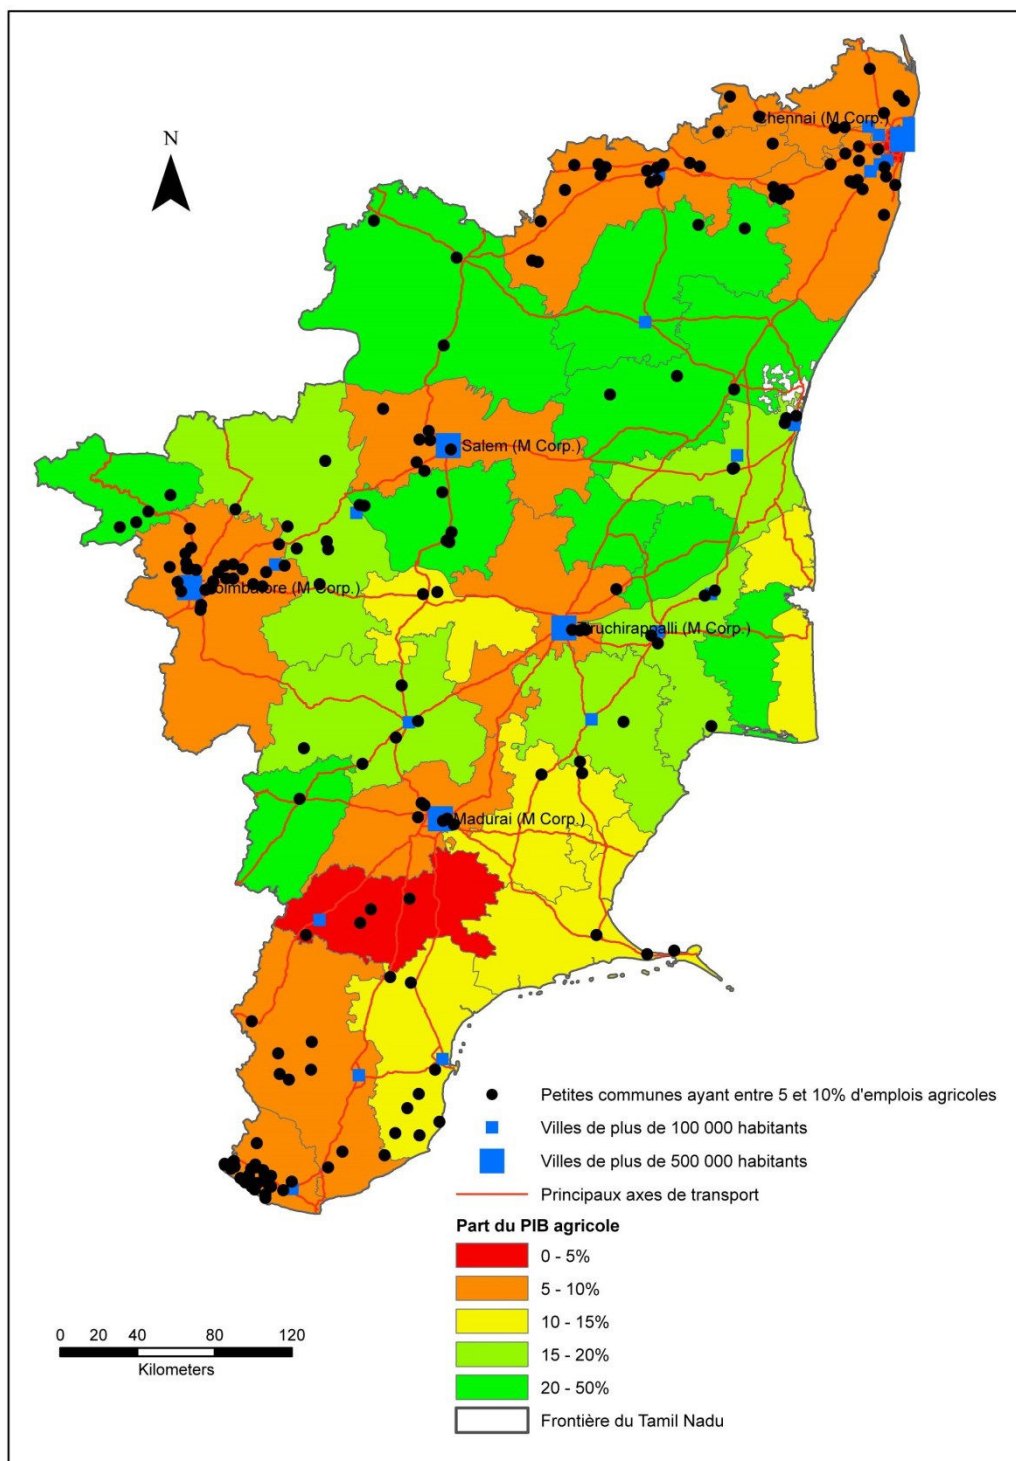 N
Chennai (M Corp.)
Salem (M Corp.)
Coimbatore (M Corp.)
Tiruchirappalli (M Corp.)
Madurai (M Corp.)
Petites communes ayant entre 5 et 10% d'emplois agricoles
Villes de plus de 100 000 habitants
Villes de plus de 500 000 habitants
Principaux axes de transport
Part du PIB agricole
0 - 5%
5 - 10%
10 - 15%
15 - 20%
20 - 50%
Frontière du Tamil Nadu
0 20 40 80 120
Kilometers